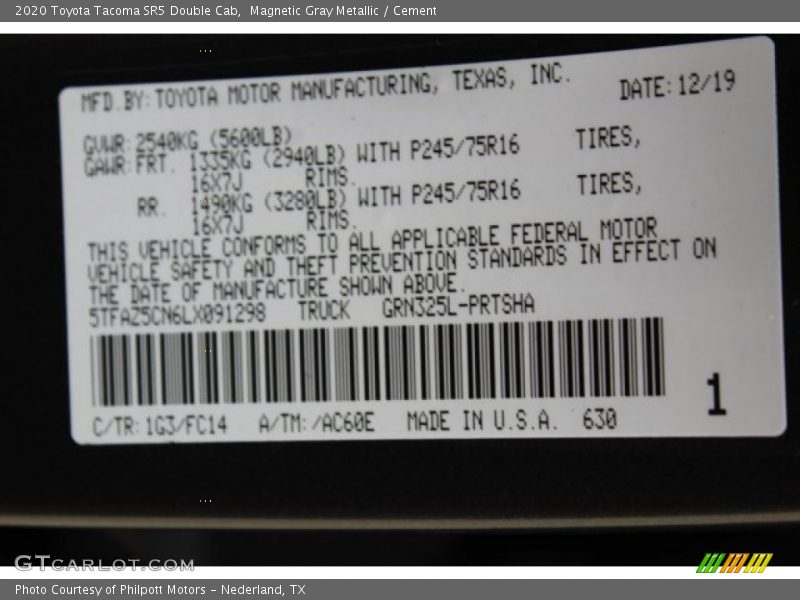 2020 Toyota Tacoma SR5 Double Cab,  Magnetic Gray Metallic / Cement
MFD.BY:TOYOTA MOTOR MANUFACTURING, TEXAS, INC. DATE:12/19
GVWR:2540KG (5600LB)
GAWR:FRT. 1335KG (2940LB) WITH P245/75R16 TIRES,
16X7J RIMS.
RR. 1490KG (3280LB) WITH P245/75R16 TIRES,
16X7J RIMS.
THIS VEHICLE CONFORMS TO ALL APPLICABLE FEDERAL MOTOR
VEHICLE SAFETY AND THEFT PREVENTION STANDARDS IN EFFECT ON
THE DATE OF MANUFACTURE SHOWN ABOVE.
5TFAZ5CN6LX091298 TRUCK GRN325L-PRTSHA
1
C/TR:1G3/FC14 A/TM:/AC60E MADE IN U.S.A. 630
GTCARLOT.COM
Photo Courtesy of Philpott Motors - Nederland, TX